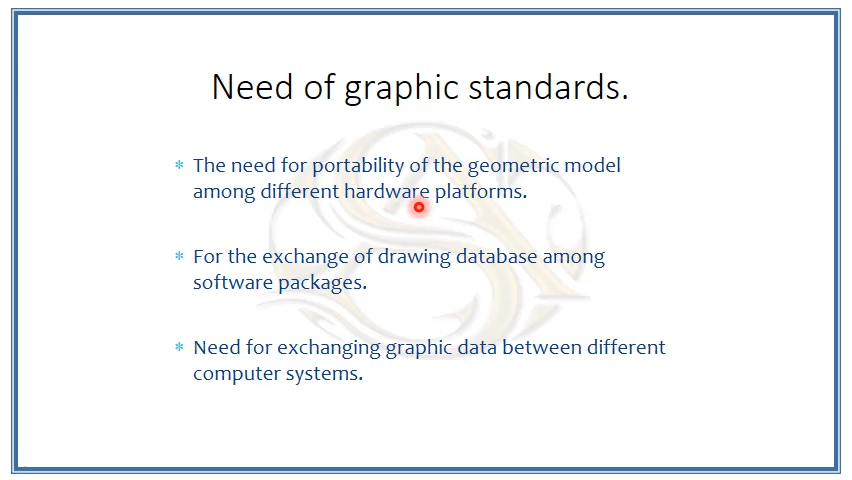 Need of graphic standards.
* The need for portability of the geometric model
among different hardware platforms.
* For the exchange of drawing database among
software packages.
* Need for exchanging graphic data between different
computer systems.